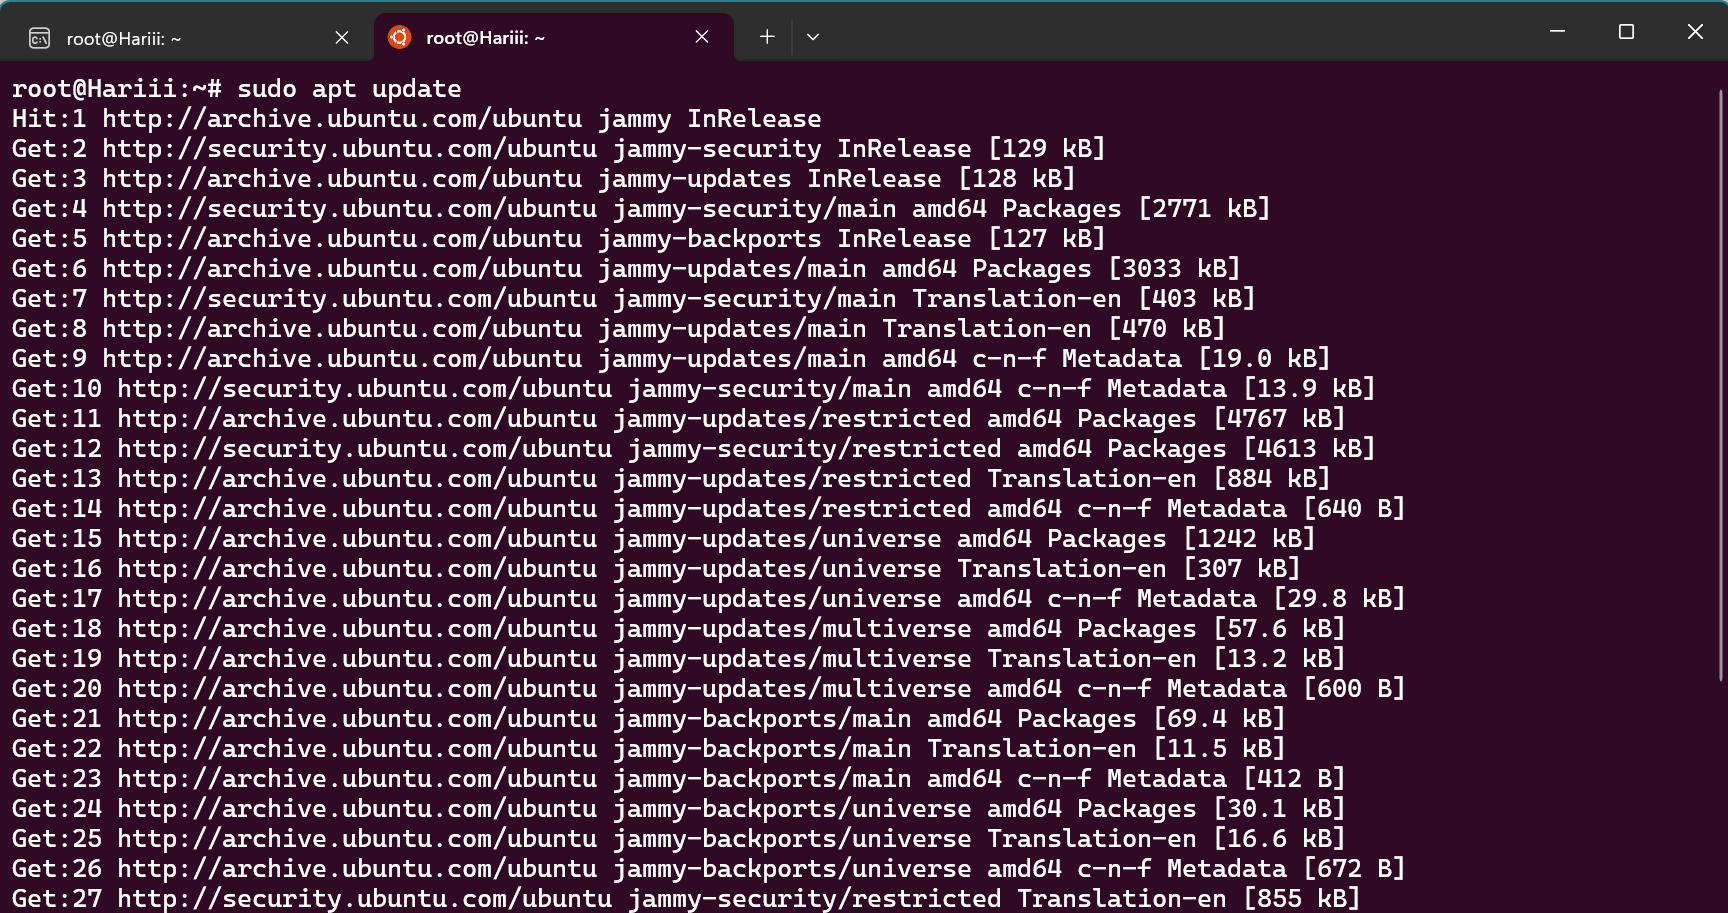 root@Hariii: ~
root@Hariii: ~
root@Hariii:~# sudo apt update
Hit:1 http://archive.ubuntu.com/ubuntu jammy InRelease
Get:2 http://security.ubuntu.com/ubuntu jammy-security InRelease [129 kB]
Get:3 http://archive.ubuntu.com/ubuntu jammy-updates InRelease [128 kB]
Get:4 http://security.ubuntu.com/ubuntu jammy-security/main amd64 Packages [2771 kB]
Get:5 http://archive.ubuntu.com/ubuntu jammy-backports InRelease [127 kB]
Get:6 http://archive.ubuntu.com/ubuntu jammy-updates/main amd64 Packages [3033 kB]
Get:7 http://security.ubuntu.com/ubuntu jammy-security/main Translation-en [403 kB]
Get:8 http://archive.ubuntu.com/ubuntu jammy-updates/main Translation-en [470 kB]
Get:9 http://archive.ubuntu.com/ubuntu jammy-updates/main amd64 c-n-f Metadata [19.0 kB]
Get:10 http://security.ubuntu.com/ubuntu jammy-security/main amd64 c-n-f Metadata [13.9 kB]
Get:11 http://archive.ubuntu.com/ubuntu jammy-updates/restricted amd64 Packages [4767 kB]
Get:12 http://security.ubuntu.com/ubuntu jammy-security/restricted amd64 Packages [4613 kB]
Get:13 http://archive.ubuntu.com/ubuntu jammy-updates/restricted Translation-en [884 kB]
Get:14 http://archive.ubuntu.com/ubuntu jammy-updates/restricted amd64 c-n-f Metadata [640 B]
Get:15 http://archive.ubuntu.com/ubuntu jammy-updates/universe amd64 Packages [1242 kB]
Get:16 http://archive.ubuntu.com/ubuntu jammy-updates/universe Translation-en [307 kB]
Get:17 http://archive.ubuntu.com/ubuntu jammy-updates/universe amd64 c-n-f Metadata [29.8 kB]
Get:18 http://archive.ubuntu.com/ubuntu jammy-updates/multiverse amd64 Packages [57.6 kB]
Get:19 http://archive.ubuntu.com/ubuntu jammy-updates/multiverse Translation-en [13.2 kB]
Get:20 http://archive.ubuntu.com/ubuntu jammy-updates/multiverse amd64 c-n-f Metadata [600 B]
Get:21 http://archive.ubuntu.com/ubuntu jammy-backports/main amd64 Packages [69.4 kB]
Get:22 http://archive.ubuntu.com/ubuntu jammy-backports/main Translation-en [11.5 kB]
Get:23 http://archive.ubuntu.com/ubuntu jammy-backports/main amd64 c-n-f Metadata [412 B]
Get:24 http://archive.ubuntu.com/ubuntu jammy-backports/universe amd64 Packages [30.1 kB]
Get:25 http://archive.ubuntu.com/ubuntu jammy-backports/universe Translation-en [16.6 kB]
Get:26 http://archive.ubuntu.com/ubuntu jammy-backports/universe amd64 c-n-f Metadata [672 B]
Get:27 http://security.ubuntu.com/ubuntu jammy-security/restricted Translation-en [855 kB]